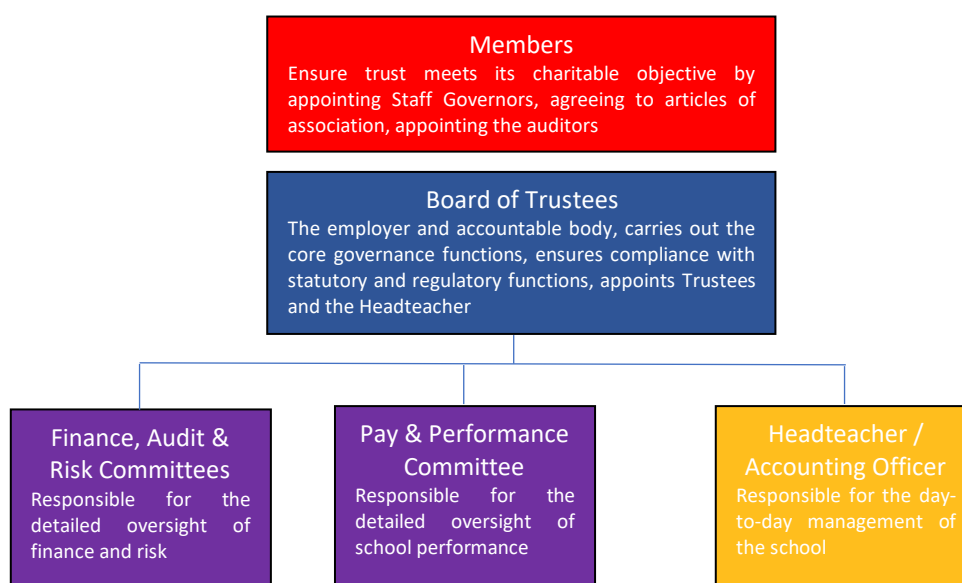 Members
Ensure trust meets its charitable objective by
appointing Staff Governors, agreeing to articles of
association, appointing the auditors
Board of Trustees
The employer and accountable body, carries out the
core governance functions, ensures compliance with
statutory and regulatory functions, appoints Trustees
and the Headteacher
Finance, Audit &
Risk Committees
Responsible for the
detailed oversight of
finance and risk
Pay & Performance
Committee
Responsible for the
detailed oversight of
school performance
Headteacher /
Accounting Officer
Responsible for the day-
to-day management of
the school